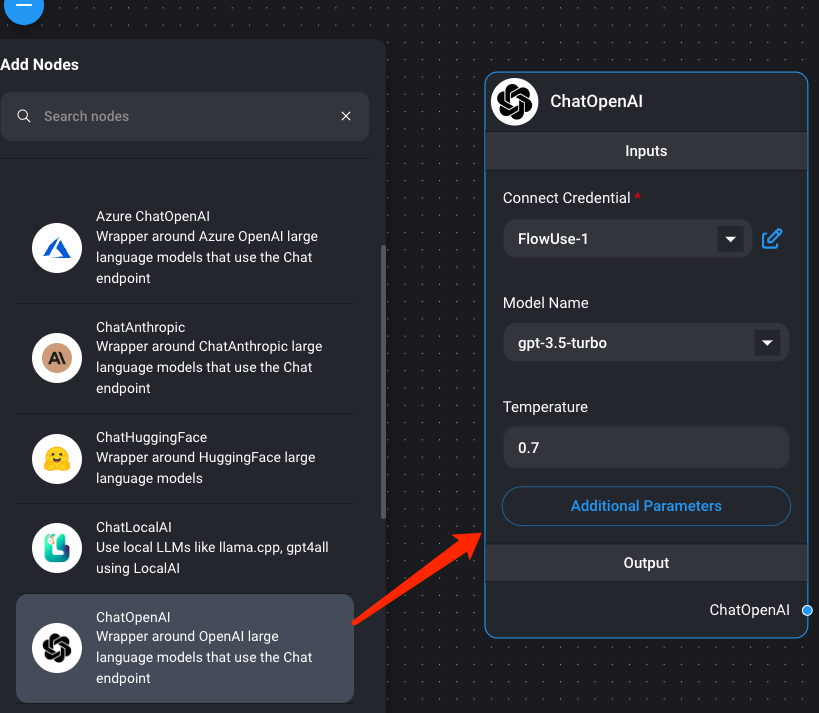 Add Nodes
Search nodes
Azure ChatOpenAI
Wrapper around Azure OpenAI large
language models that use the Chat
endpoint
ChatAnthropic
Wrapper around ChatAnthropic large
language models that use the Chat
endpoint
ChatHuggingFace
Wrapper around HuggingFace large
language models
ChatLocalAI
Use local LLMs like llama.cpp, gpt4all
using LocalAI
ChatOpenAI
Wrapper around OpenAI large
language models that use the Chat
endpoint
ChatOpenAI
Inputs
Connect Credential *
FlowUse-1
Model Name
gpt-3.5-turbo
Temperature
0.7
Additional Parameters
Output
ChatOpenAI